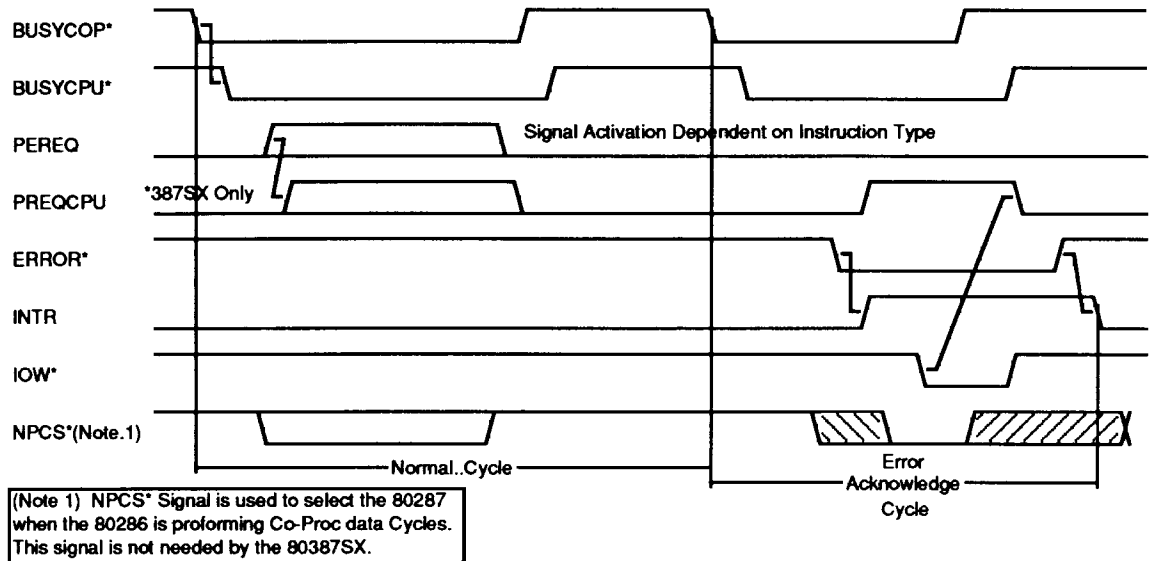 BUSYCOP*
BUSYCPU*
PEREQ
Signal Activation Dependent on Instruction Type
*387SX Only
PREQCPU
ERROR*
INTR
IOW*
NPCS*(Note.1)
Normal..Cycle
Error
Acknowledge
Cycle
(Note 1) NPCS* Signal is used to select the 80287
when the 80286 is proforming Co-Proc data Cycles.
This signal is not needed by the 80387SX.